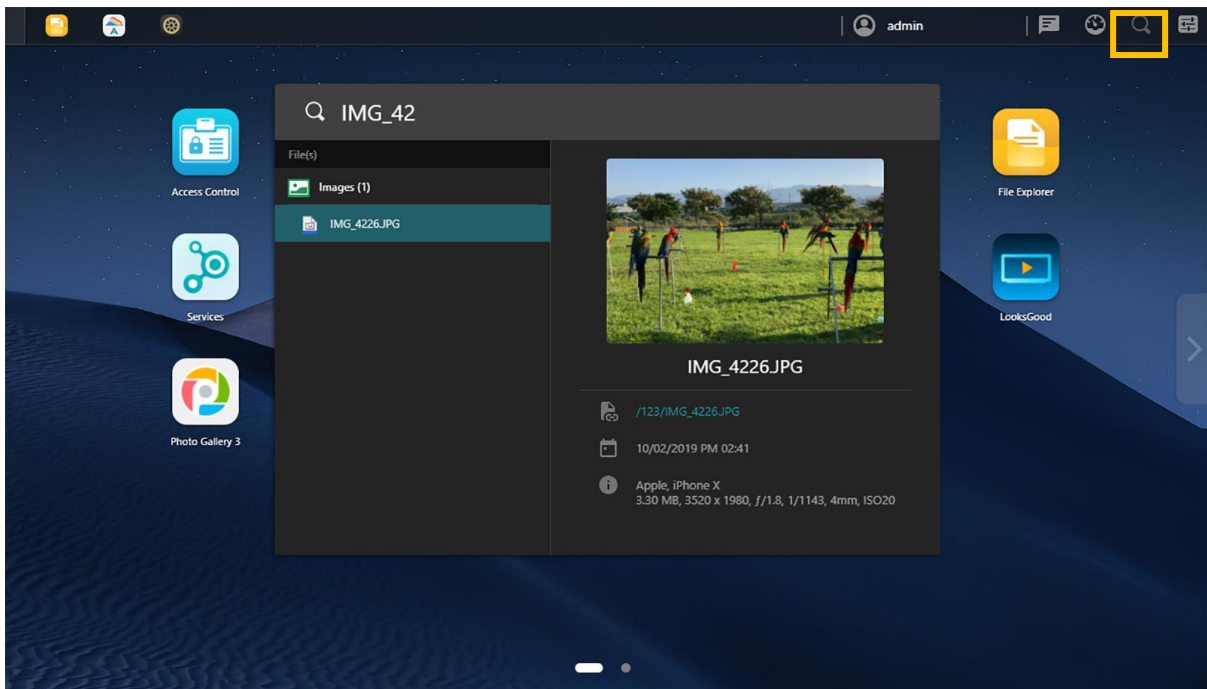 admin
IMG_42
File(s)
Images (1)
IMG_4226.JPG
IMG_4226.JPG
/123/IMG_4226.JPG
10/02/2019 PM 02:41
Apple, iPhone X
3.30 MB, 3520 x 1980, ƒ/1.8, 1/1143, 4mm, ISO20
Access Control
Services
Photo Gallery 3
File Explorer
LooksGood